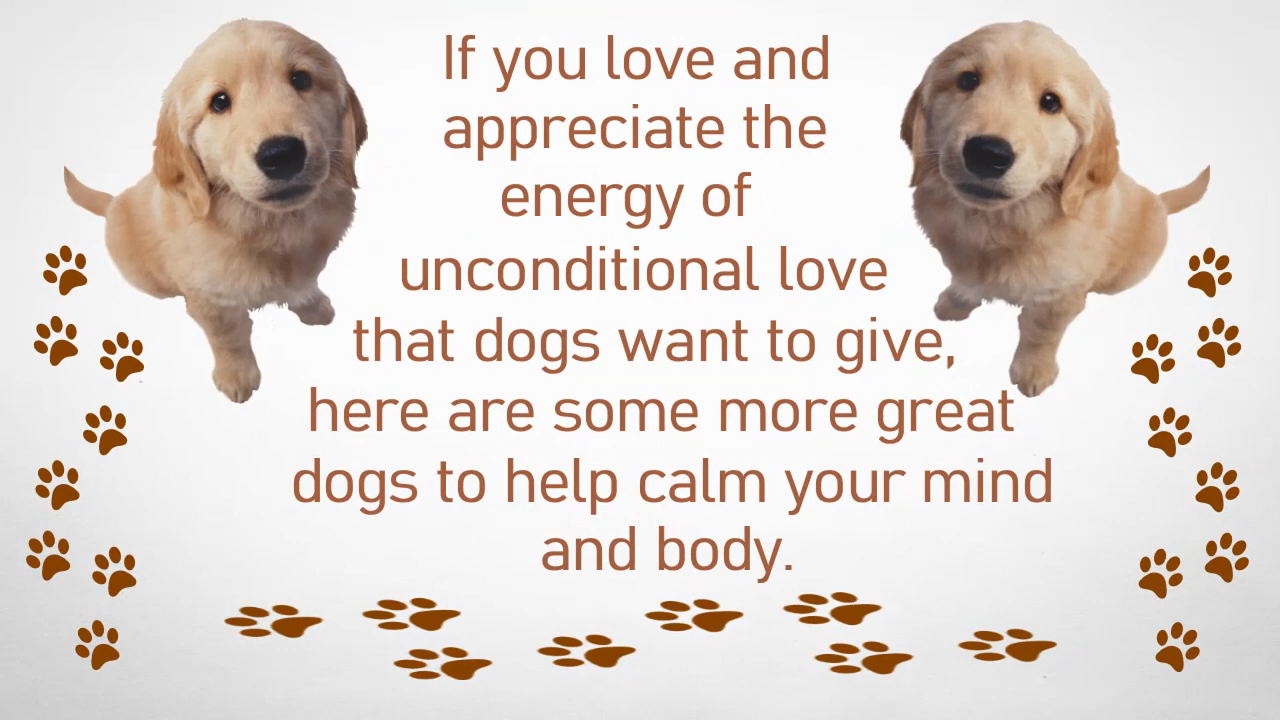 If you love and
appreciate the
energy of
unconditional love
that dogs want to give,
here are some more great
dogs to help calm your mind
and body.